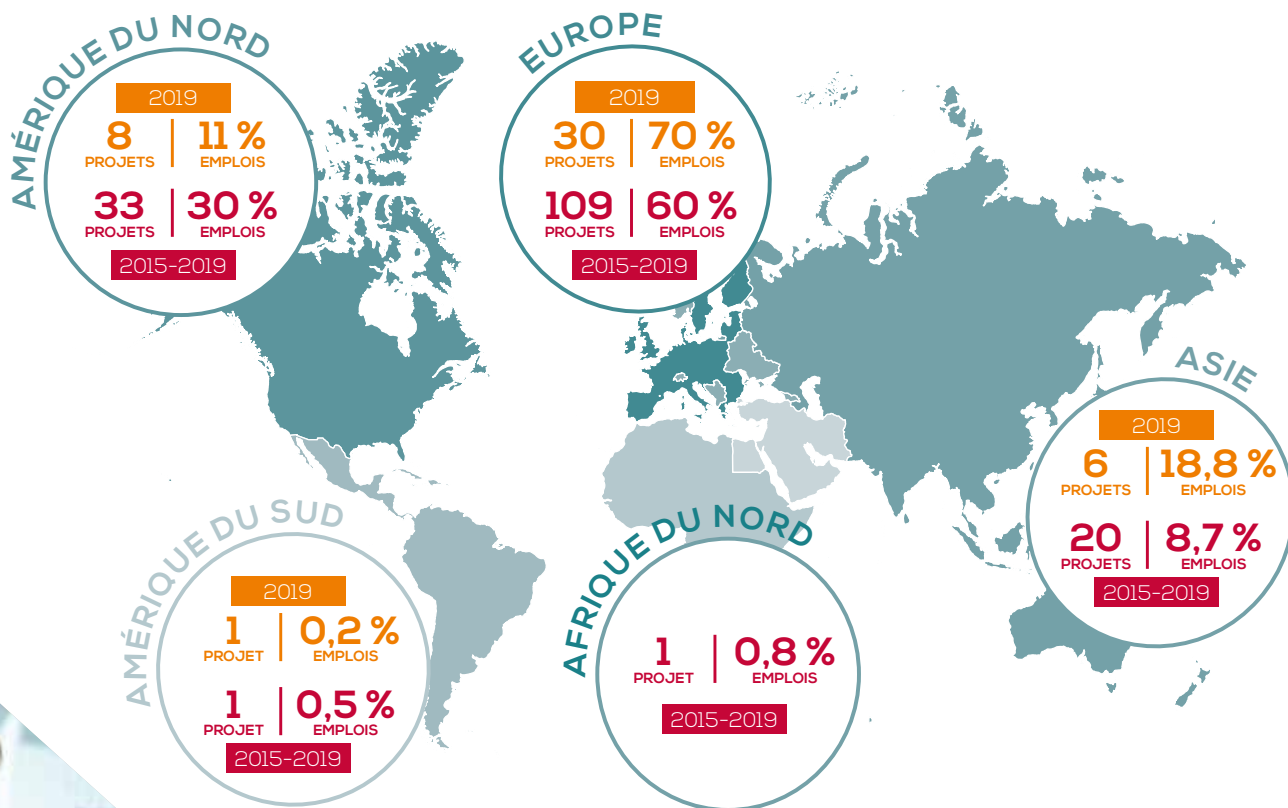 AMÉRIQUE DU NORD
2019
8 | 11 %
PROJETS EMPLOIS
33 | 30 %
PROJETS EMPLOIS
2015-2019
EUROPE
2019
30 | 70 %
PROJETS EMPLOIS
109 | 60 %
PROJETS EMPLOIS
2015-2019
ASIE
2019
6 | 18,8 %
PROJETS EMPLOIS
20 | 8,7 %
PROJETS EMPLOIS
2015-2019
AMÉRIQUE DU SUD
2019
1 | 0,2 %
PROJET EMPLOIS
1 | 0,5 %
PROJET EMPLOIS
2015-2019
AFRIQUE DU NORD
1 | 0,8 %
PROJET EMPLOIS
2015-2019